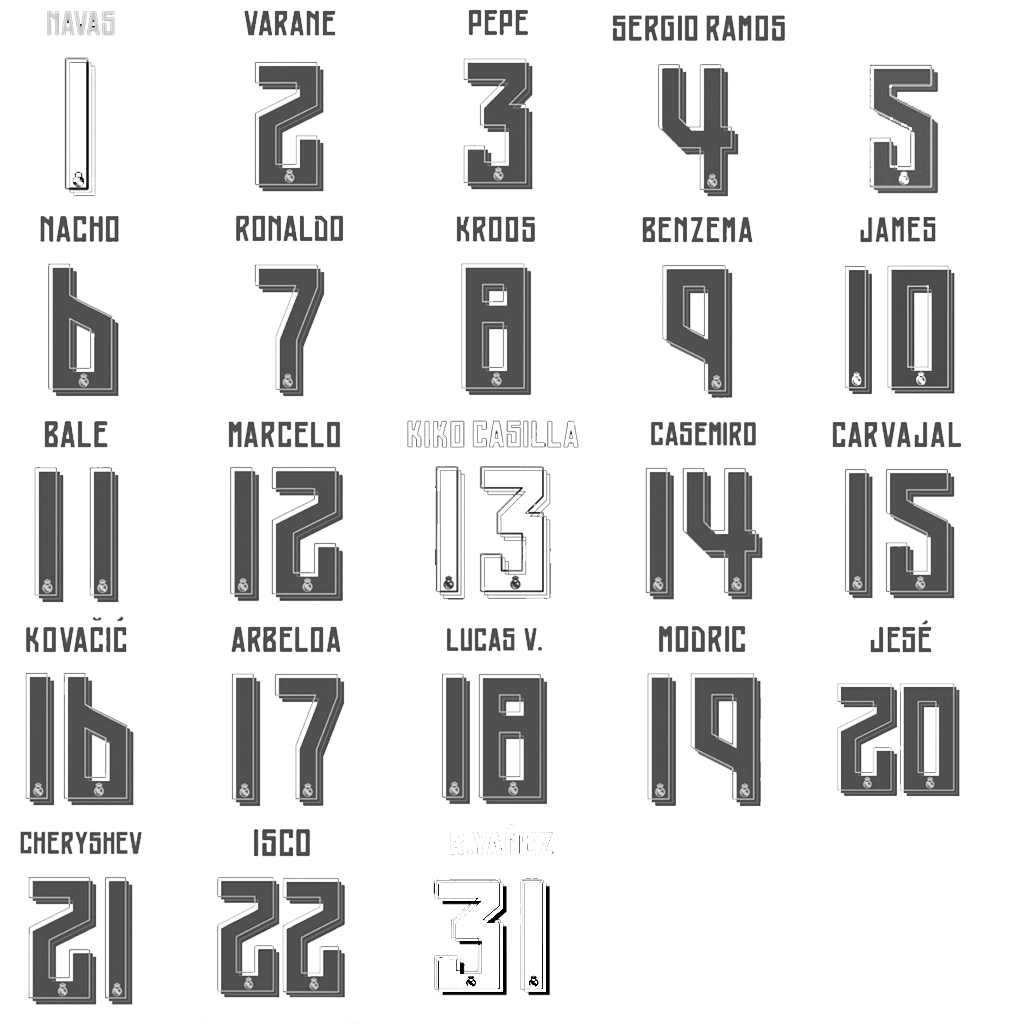 NAVAS VARANE PEPE SERGIO RAMOS
1 2 3 4 5
NACHO RONALDO KROOS BENZEMA JAMES
6 7 8 9 10
BALE MARCELO KIKO CASILLA CASEMIRO CARVAJAL
11 12 13 14 15
KOVAČIĆ ARBELOA LUCAS V. MODRIC JESÉ
16 17 18 19 20
CHERYSHEV ISCO R.YAÑEZ
21 22 31